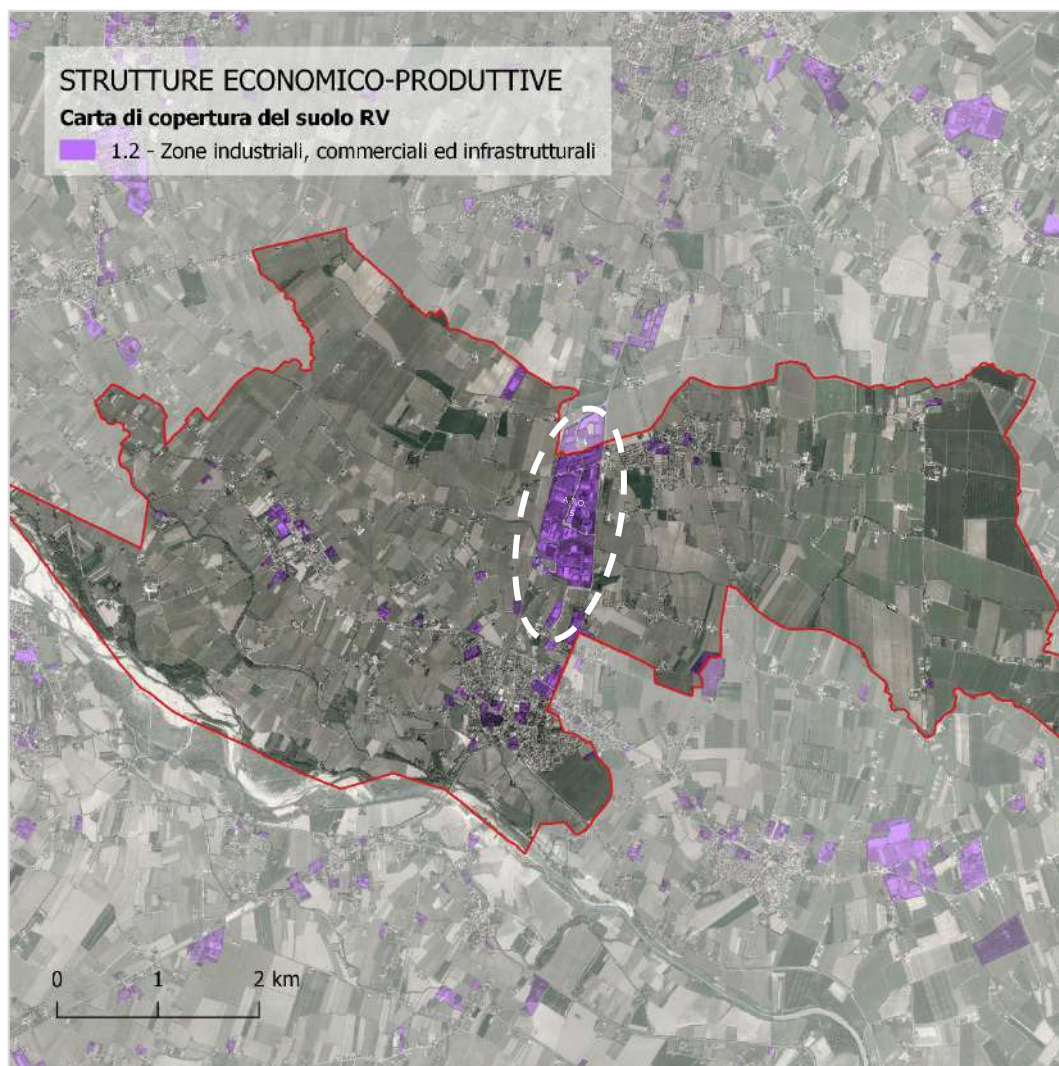 STRUTTURE ECONOMICO-PRODUTTIVE
Carta di copertura del suolo RV
1.2 - Zone industriali, commerciali ed infrastrutturali
0 1 2 km